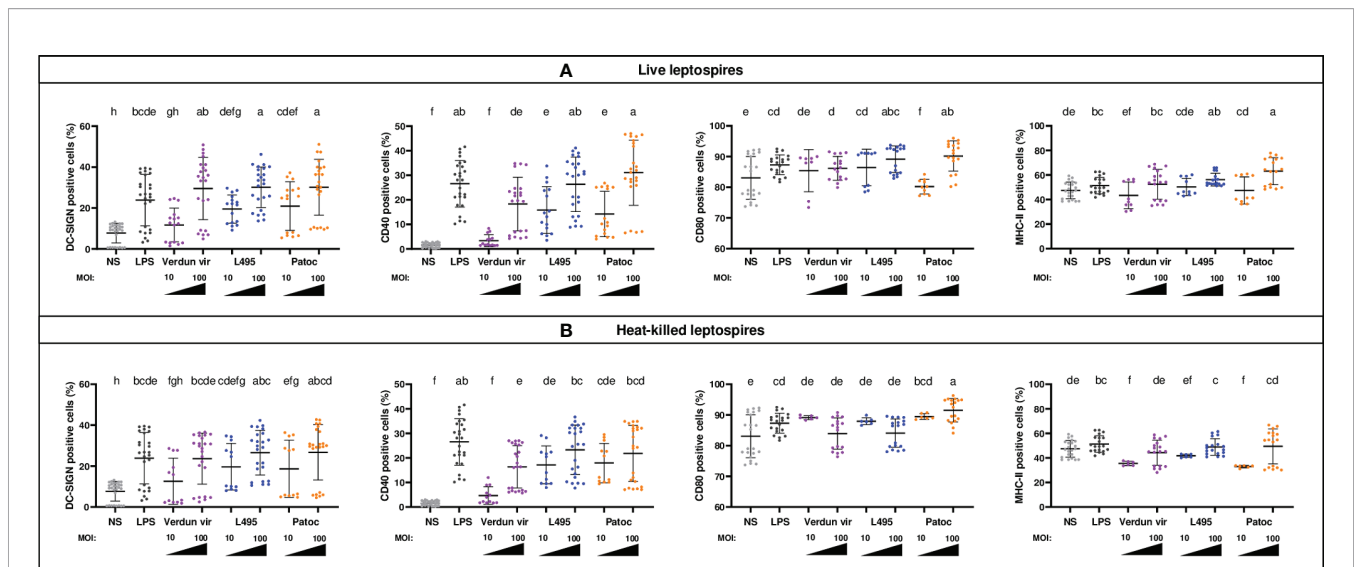 A Live leptospires
h bcde gh ab defg a cdef a
DC-SIGN positive cells (%)
60
40
20
0
NS LPS Verdun vir L495 Patoc
MOI: 10 100 10 100 10 100
f ab f de e ab e a
CD40 positive cells (%)
50
40
30
20
10
0
NS LPS Verdun vir L495 Patoc
MOI: 10 100 10 100 10 100
e cd de d cd abc f ab
CD80 positive cells (%)
100
90
80
70
60
NS LPS Verdun vir L495 Patoc
MOI: 10 100 10 100 10 100
de bc ef bc cde ab cd a
MHC-II positive cells (%)
100
80
60
40
20
0
NS LPS Verdun vir L495 Patoc
MOI: 10 100 10 100 10 100
B Heat-killed leptospires
h bcde fgh bcde cdefg abc efg abcd
DC-SIGN positive cells (%)
60
40
20
0
NS LPS Verdun vir L495 Patoc
MOI: 10 100 10 100 10 100
f ab f e de bc cde bcd
CD40 positive cells (%)
50
40
30
20
10
0
NS LPS Verdun vir L495 Patoc
MOI: 10 100 10 100 10 100
e cd de de de de bcd a
CD80 positive cells (%)
100
90
80
70
60
NS LPS Verdun vir L495 Patoc
MOI: 10 100 10 100 10 100
de bc f de ef c f cd
MHC-II positive cells (%)
100
80
60
40
20
0
NS LPS Verdun vir L495 Patoc
MOI: 10 100 10 100 10 100